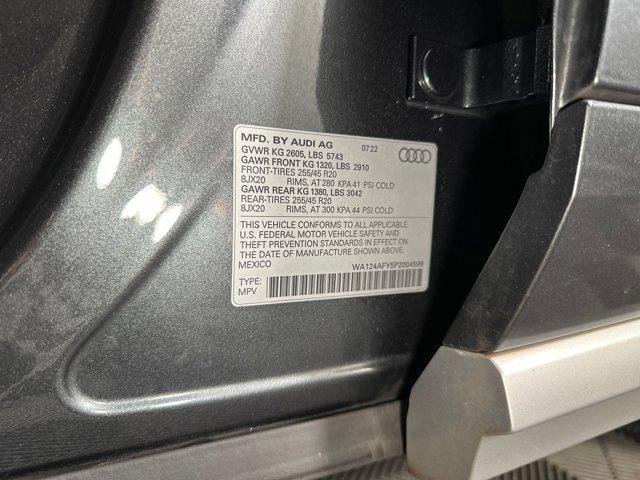 MFD. BY AUDI AG 07 22
GVWR KG 2605, LBS 5743
GAWR FRONT KG 1320, LBS 2910
FRONT-TIRES 255/45 R20
8JX20 RIMS, AT 280 KPA 41 PSI COLD
GAWR REAR KG 1380, LBS 3042
REAR-TIRES 255/45 R20
8JX20 RIMS, AT 300 KPA 44 PSI COLD
THIS VEHICLE CONFORMS TO ALL APPLICABLE
U.S. FEDERAL MOTOR VEHICLE SAFETY AND
THEFT PREVENTION STANDARDS IN EFFECT ON
THE DATE OF MANUFACTURE SHOWN ABOVE.
MEXICO WA124AFY5P2004599
TYPE:
MPV